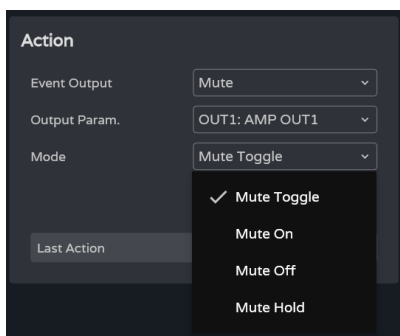 Action
Event Output Mute
Output Param. OUT1: AMP OUT1
Mode Mute Toggle
Mute Toggle
Mute On
Last Action
Mute Off
Mute Hold